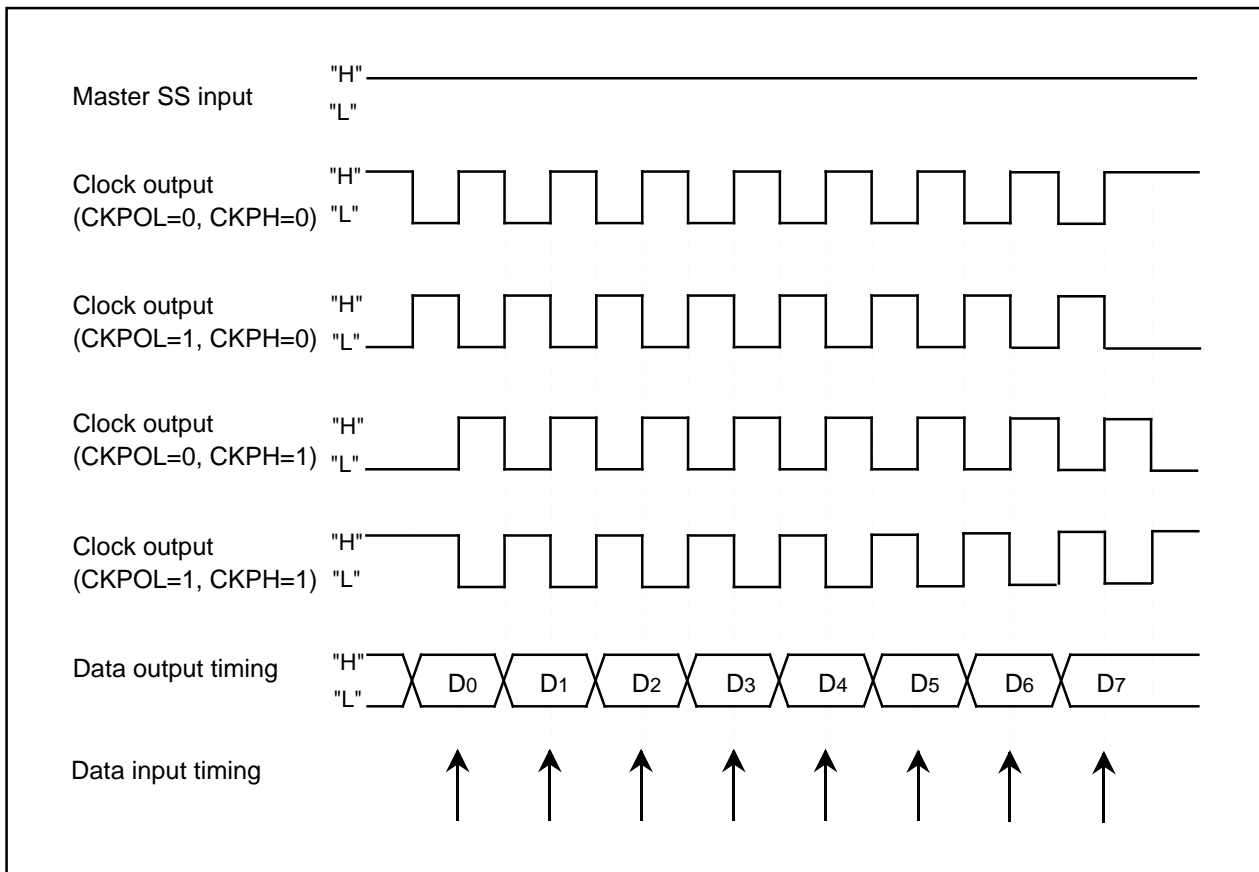 "H"
Master SS input
"L"
Clock output "H"
(CKPOL=0, CKPH=0) "L"
Clock output "H"
(CKPOL=1, CKPH=0) "L"
Clock output "H"
(CKPOL=0, CKPH=1) "L"
Clock output "H"
(CKPOL=1, CKPH=1) "L"
Data output timing "H"
"L"
D0 D1 D2 D3 D4 D5 D6 D7
Data input timing